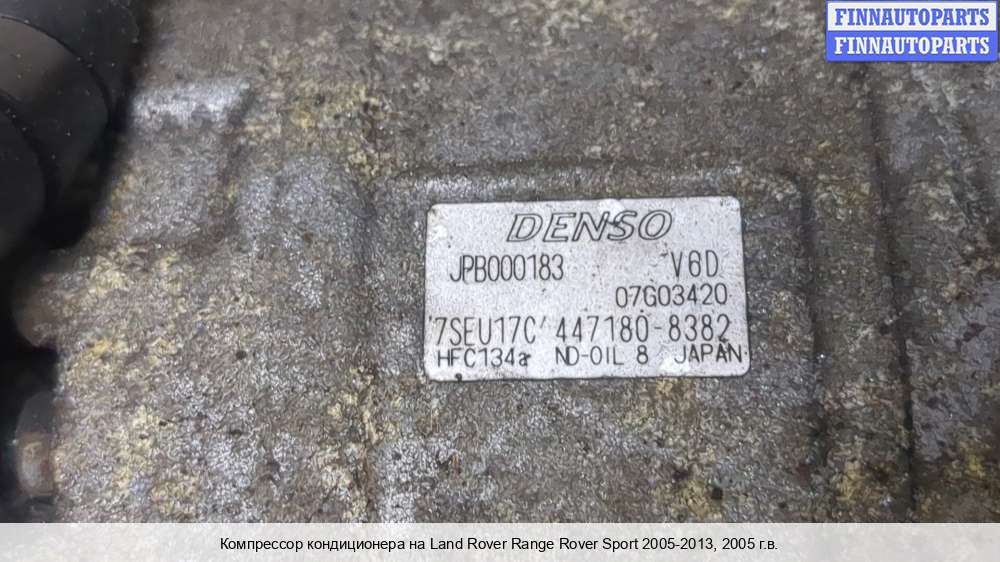 FINNAUTOPARTS
FINNAUTOPARTS
DENSO
JPB000183 V6D
07G03420
'7SEU17C' 447180-8382
HFC134a ND-OIL 8 JAPAN
Компрессор кондиционера на Land Rover Range Rover Sport 2005-2013, 2005 г.в.